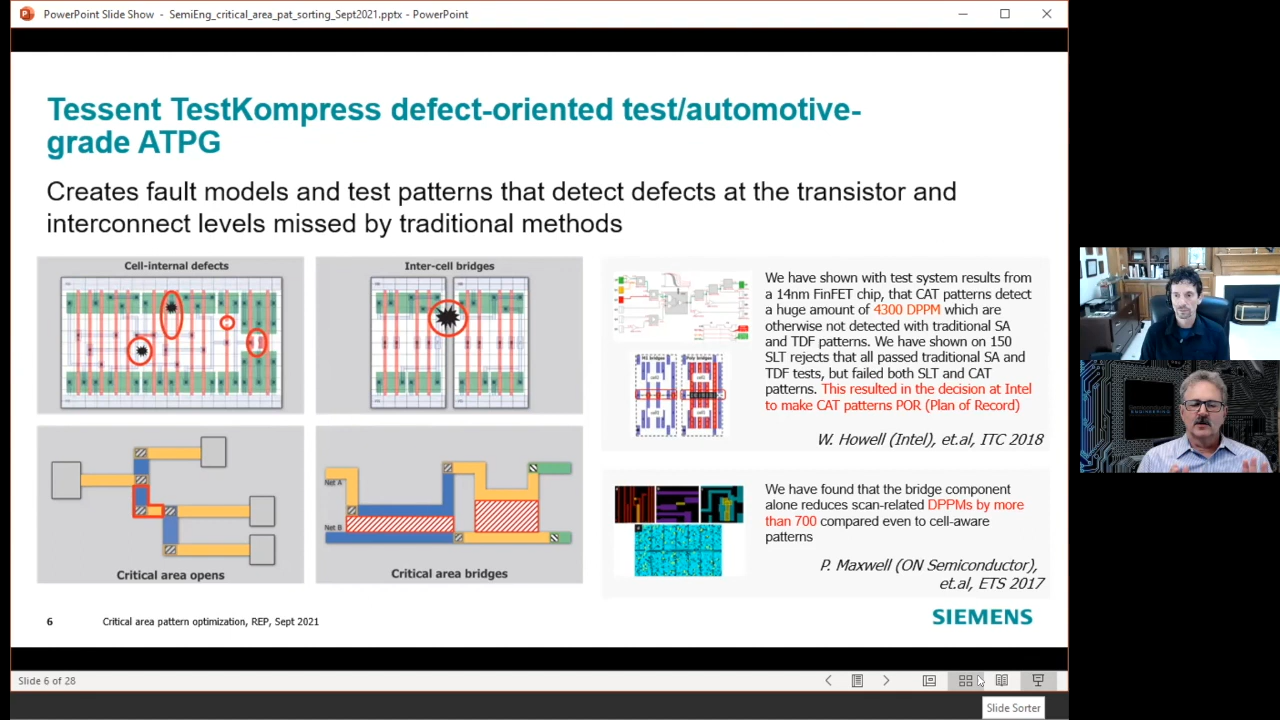 PowerPoint Slide Show - SemiEng_critical_area_pat_sorting_Sept2021.pptx - PowerPoint
Tessent TestKompress defect-oriented test/automotive-
grade ATPG
Creates fault models and test patterns that detect defects at the transistor and
interconnect levels missed by traditional methods
Cell-internal defects
Inter-cell bridges
Critical area opens
Net A
Net B
Critical area bridges
We have shown with test system results from
a 14nm FinFET chip, that CAT patterns detect
a huge amount of 4300 DPPM which are
otherwise not detected with traditional SA
and TDF patterns. We have shown on 150
SLT rejects that all passed traditional SA and
TDF tests, but failed both SLT and CAT
patterns. This resulted in the decision at Intel
to make CAT patterns POR (Plan of Record)
W. Howell (Intel), et.al, ITC 2018
We have found that the bridge component
alone reduces scan-related DPPMs by more
than 700 compared even to cell-aware
patterns
P. Maxwell (ON Semiconductor),
et.al, ETS 2017
6
Critical area pattern optimization, REP, Sept 2021
SIEMENS
Slide 6 of 28
Slide Sorter
ENGINEERING